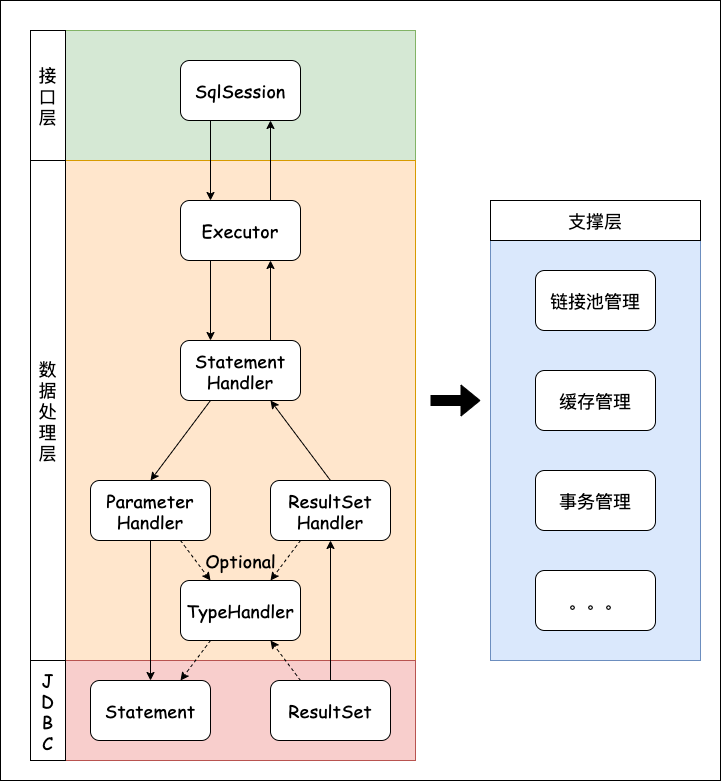 接
口
层
SqlSession
数
据
处
理
层
Executor
Statement
Handler
Parameter
Handler
ResultSet
Handler
Optional
TypeHandler
J
D
B
C
Statement
ResultSet
支撑层
链接池管理
缓存管理
事务管理
。。。